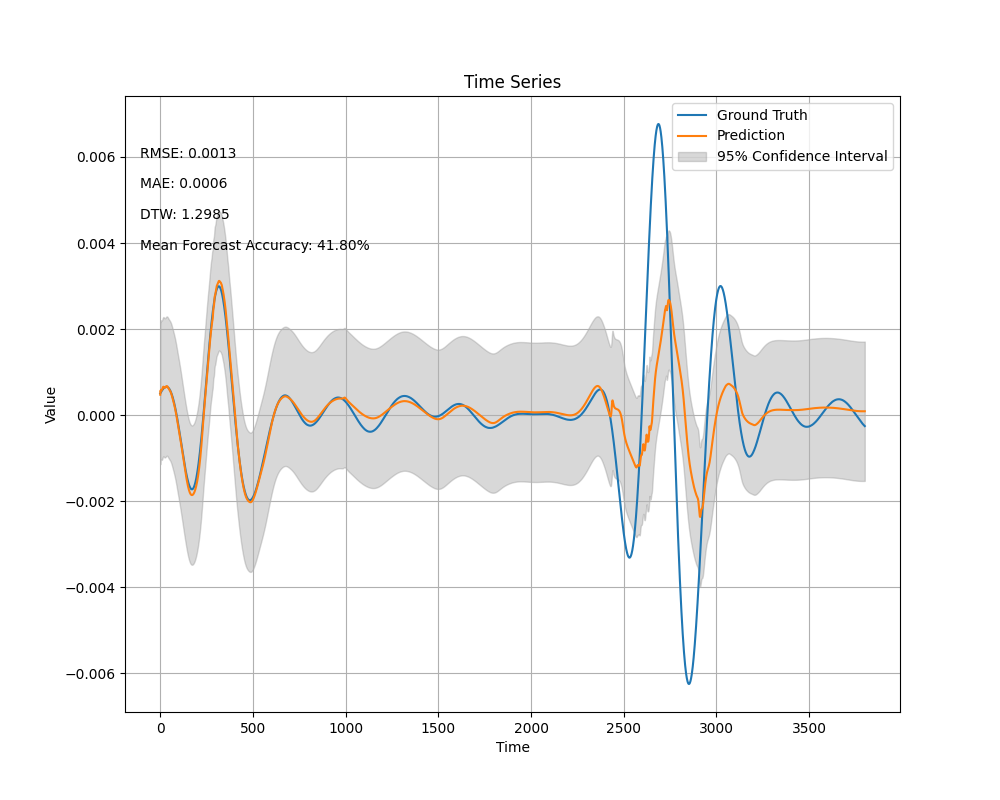 Time Series
Ground Truth
Prediction
95% Confidence Interval
RMSE: 0.0013
MAE: 0.0006
DTW: 1.2985
Mean Forecast Accuracy: 41.80%
0.006
0.004
0.002
0.000
−0.002
−0.004
−0.006
Value
0 500 1000 1500 2000 2500 3000 3500
Time